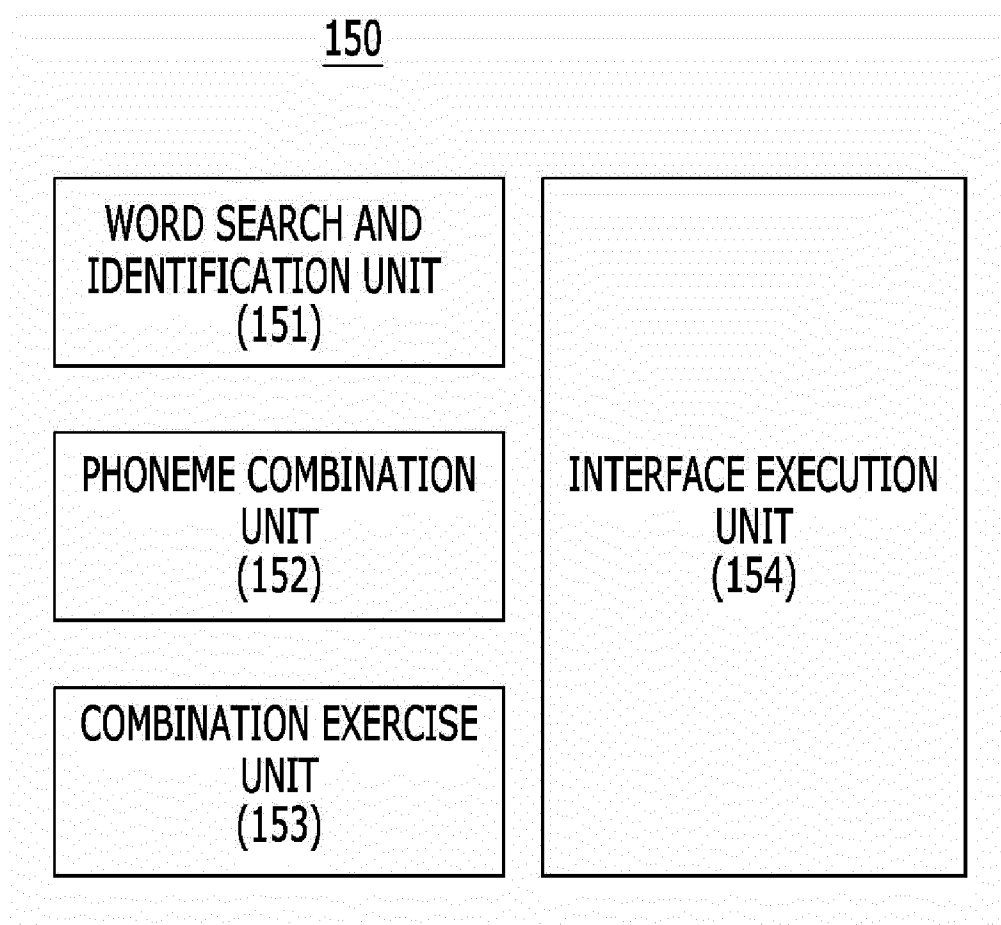 150
WORD SEARCH AND
IDENTIFICATION UNIT
(151)
PHONEME COMBINATION
UNIT
(152)
COMBINATION EXERCISE
UNIT
(153)
INTERFACE EXECUTION
UNIT
(154)